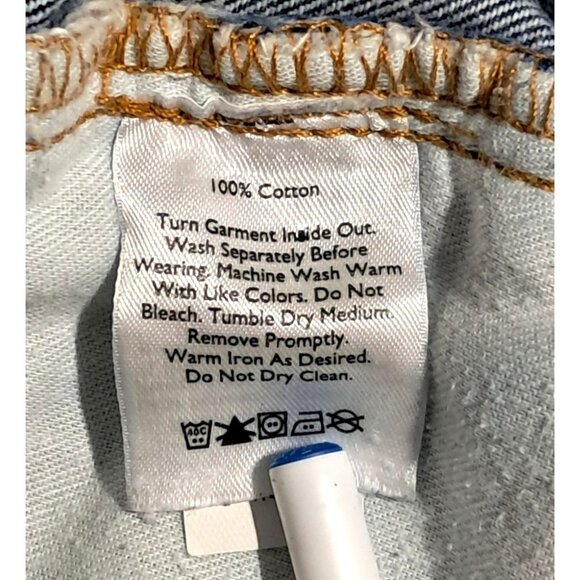 100% Cotton
Turn Garment Inside Out.
Wash Separately Before
Wearing. Machine Wash Warm
With Like Colors. Do Not
Bleach. Tumble Dry Medium.
Remove Promptly.
Warm Iron As Desired.
Do Not Dry Clean.
40C